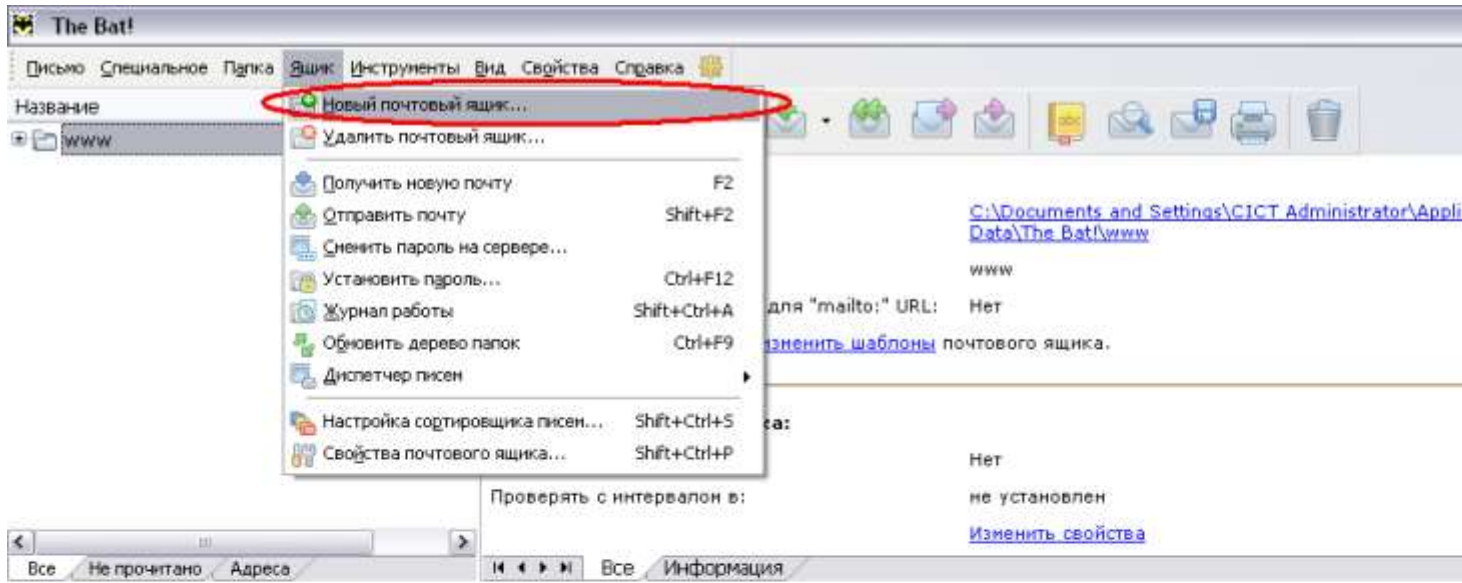 The Bat!
Письмо Специальное Папка Ящик Инструменты Вид Свойства Справка
Название
www
Новый почтовый ящик...
Удалить почтовый ящик...
Получить новую почту F2
Отправить почту Shift+F2
Сменить пароль на сервере...
Установить пароль... Ctrl+F12
Журнал работы Shift+Ctrl+A
Обновить дерево папок Ctrl+F9
Диспетчер писем
Настройка сортировщика писем... Shift+Ctrl+S
Свойства почтового ящика... Shift+Ctrl+P
C:\Documents and Settings\CICT Administrator\Appli
Data\The Bat!\www
www
для "mailto:" URL: Нет
изменить шаблоны почтового ящика.
ка:
Нет
Проверять с интервалом в: не установлен
Изменить свойства
Все Не прочитано Адреса
Все Информация